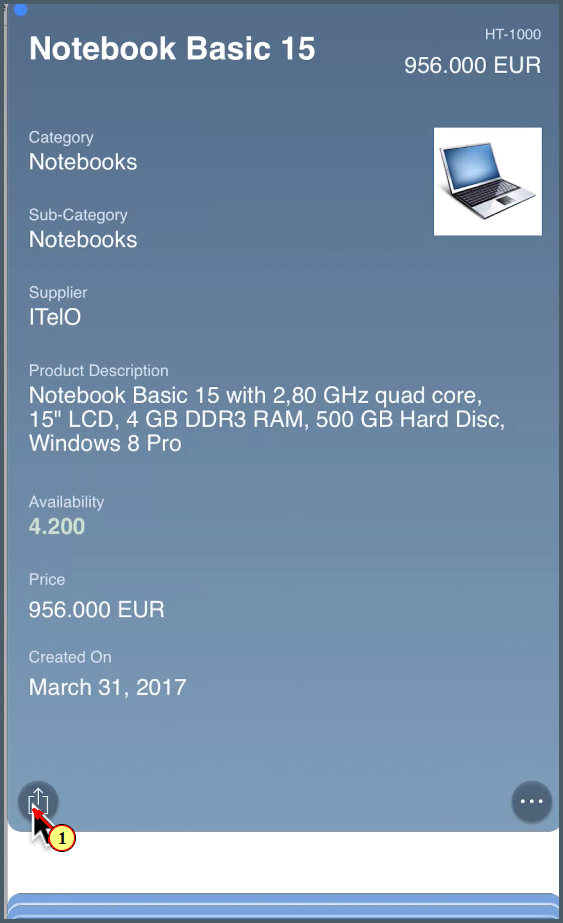 Notebook Basic 15
HT-1000
956.000 EUR
Category
Notebooks
Sub-Category
Notebooks
Supplier
ITelO
Product Description
Notebook Basic 15 with 2,80 GHz quad core,
15" LCD, 4 GB DDR3 RAM, 500 GB Hard Disc,
Windows 8 Pro
Availability
4.200
Price
956.000 EUR
Created On
March 31, 2017
1